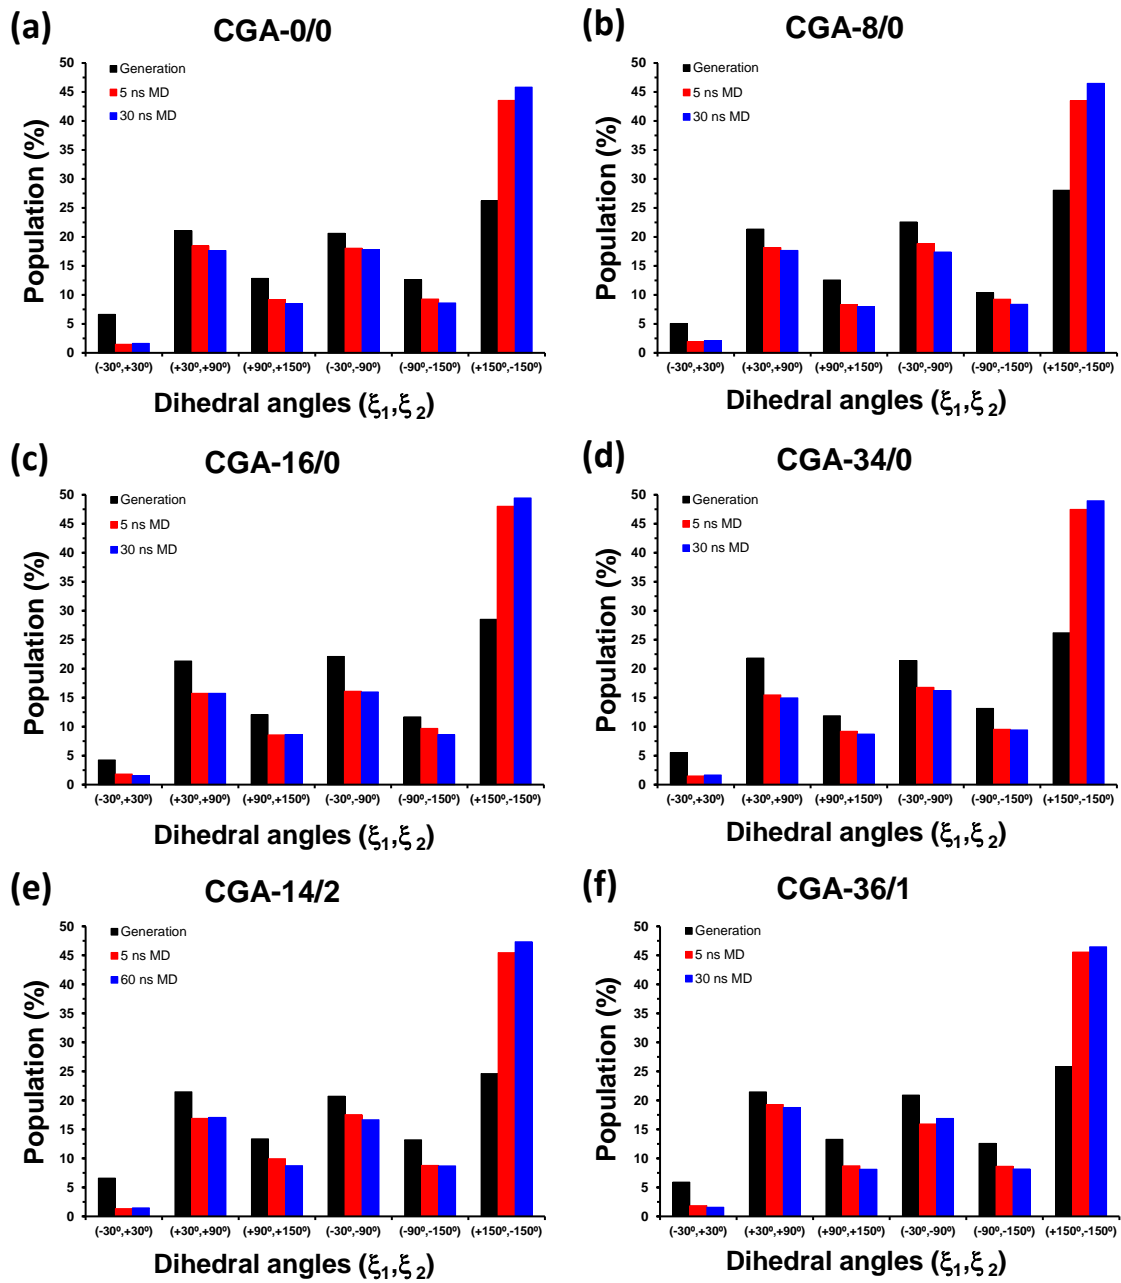 (a)
CGA-0/0
Population (%)
50
45
40
35
30
25
20
15
10
5
0
Generation
5 ns MD
30 ns MD
(-30º,+30º) (+30º,+90º) (+90º,+150º) (-30º,-90º) (-90º,-150º) (+150º,-150º)
Dihedral angles (ξ1,ξ2)
(b)
CGA-8/0
Population (%)
50
45
40
35
30
25
20
15
10
5
0
Generation
5 ns MD
30 ns MD
(-30º,+30º) (+30º,+90º) (+90º,+150º) (-30º,-90º) (-90º,-150º) (+150º,-150º)
Dihedral angles (ξ1,ξ2)
(c)
CGA-16/0
Population (%)
50
45
40
35
30
25
20
15
10
5
0
Generation
5 ns MD
30 ns MD
(-30º,+30º) (+30º,+90º) (+90º,+150º) (-30º,-90º) (-90º,-150º) (+150º,-150º)
Dihedral angles (ξ1,ξ2)
(d)
CGA-34/0
Population (%)
50
45
40
35
30
25
20
15
10
5
0
Generation
5 ns MD
30 ns MD
(-30º,+30º) (+30º,+90º) (+90º,+150º) (-30º,-90º) (-90º,-150º) (+150º,-150º)
Dihedral angles (ξ1,ξ2)
(e)
CGA-14/2
Population (%)
50
45
40
35
30
25
20
15
10
5
0
Generation
5 ns MD
60 ns MD
(-30º,+30º) (+30º,+90º) (+90º,+150º) (-30º,-90º) (-90º,-150º) (+150º,-150º)
Dihedral angles (ξ1,ξ2)
(f)
CGA-36/1
Population (%)
50
45
40
35
30
25
20
15
10
5
0
Generation
5 ns MD
30 ns MD
(-30º,+30º) (+30º,+90º) (+90º,+150º) (-30º,-90º) (-90º,-150º) (+150º,-150º)
Dihedral angles (ξ1,ξ2)